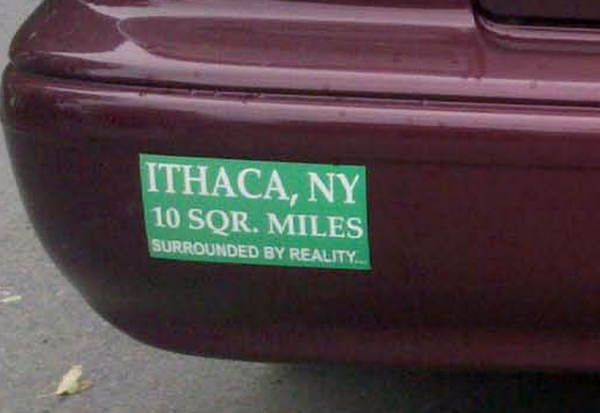 ITHACA, NY
10 SQR. MILES
SURROUNDED BY REALITY...